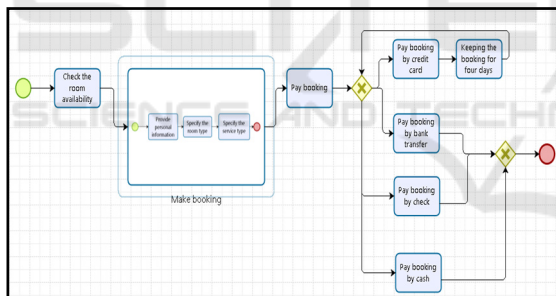 Check the
room
availability
Provide
personal
information
Specify the
room type
Specify the
service type
Make booking
Pay booking
Pay booking
by credit
card
Keeping the
booking for
four days
Pay booking
by bank
transfer
Pay booking
by check
Pay booking
by cash